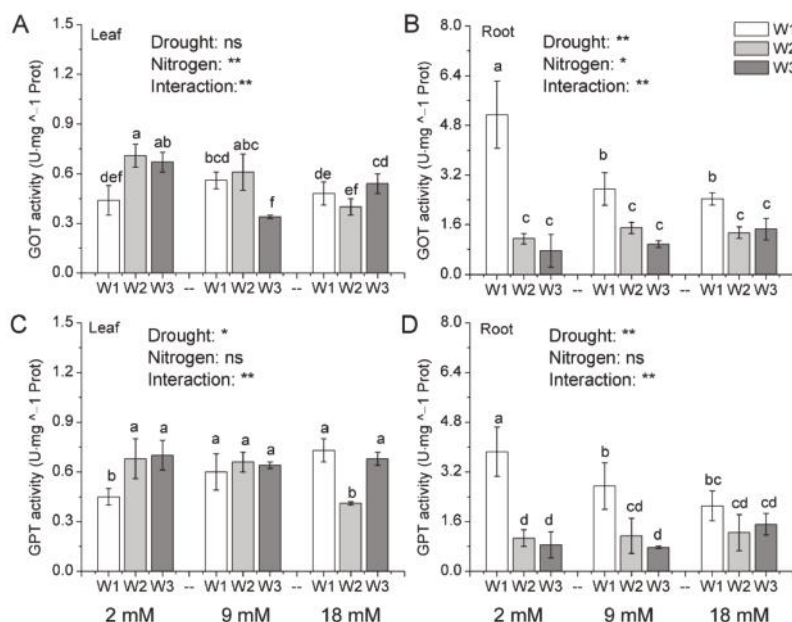 A
Leaf
Drought: ns
Nitrogen: **
Interaction:**
GOT activity (U·mg ^–1 Prot)
1.5
1.2
0.9
0.6
0.3
0.0
def
a
ab
bcd
abc
f
de
ef
cd
W1 W2 W3 -- W1 W2 W3 -- W1 W2 W3
B
Root
Drought: **
Nitrogen: *
Interaction: **
GOT activity (U·mg ^–1 Prot)
8.0
6.4
4.8
3.2
1.6
0.0
a
c
c
b
c
c
b
c
c
W1 W2 W3 -- W1 W2 W3 -- W1 W2 W3
W1
W2
W3
C
Leaf
Drought: *
Nitrogen: ns
Interaction: **
GPT activity (U·mg ^–1 Prot)
1.5
1.2
0.9
0.6
0.3
0.0
b
a
a
a
a
a
a
b
a
W1 W2 W3 -- W1 W2 W3 -- W1 W2 W3
2 mM 9 mM 18 mM
D
Root
Drought: **
Nitrogen: ns
Interaction: **
GPT activity (U·mg ^–1 Prot)
8.0
6.4
4.8
3.2
1.6
0.0
a
d
d
b
cd
d
bc
cd
cd
W1 W2 W3 -- W1 W2 W3 -- W1 W2 W3
2 mM 9 mM 18 mM